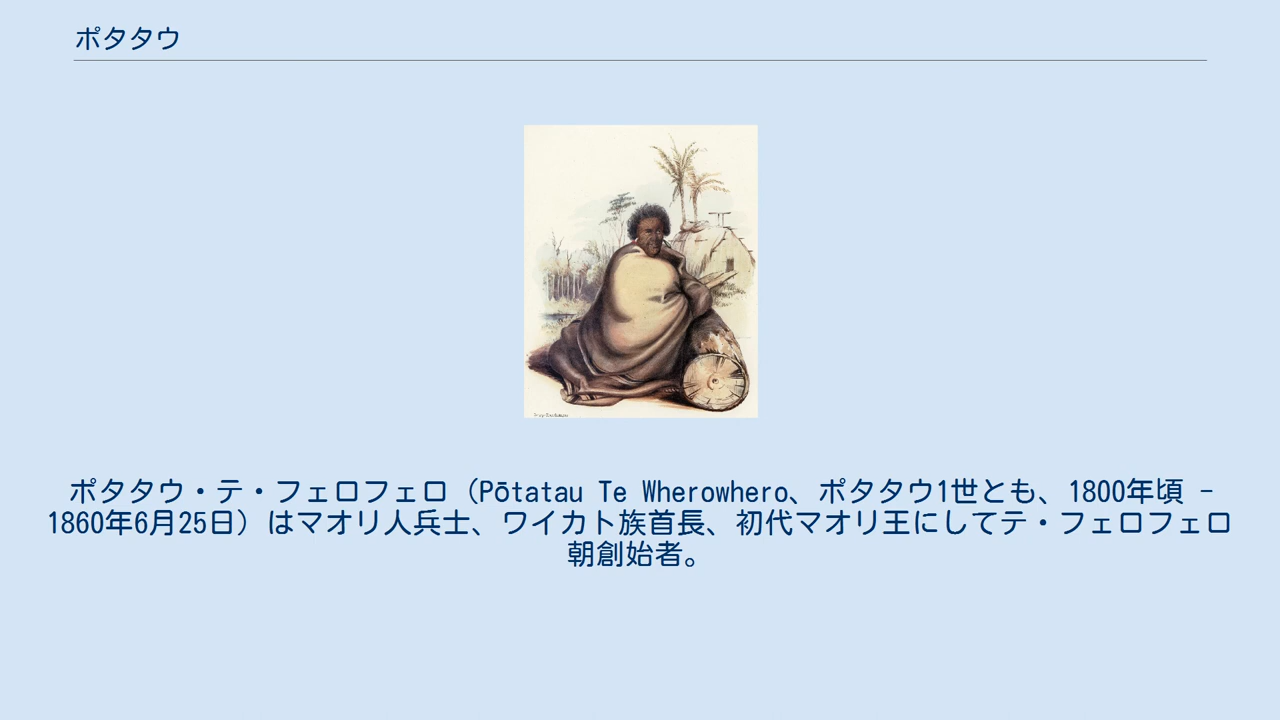 ポタタウ
ポタタウ・テ・フェロフェロ（Pōtatau Te Wherowhero、ポタタウ1世とも、1800年頃 -
1860年6月25日）はマオリ人兵士、ワイカト族首長、初代マオリ王にしてテ・フェロフェロ
朝創始者。